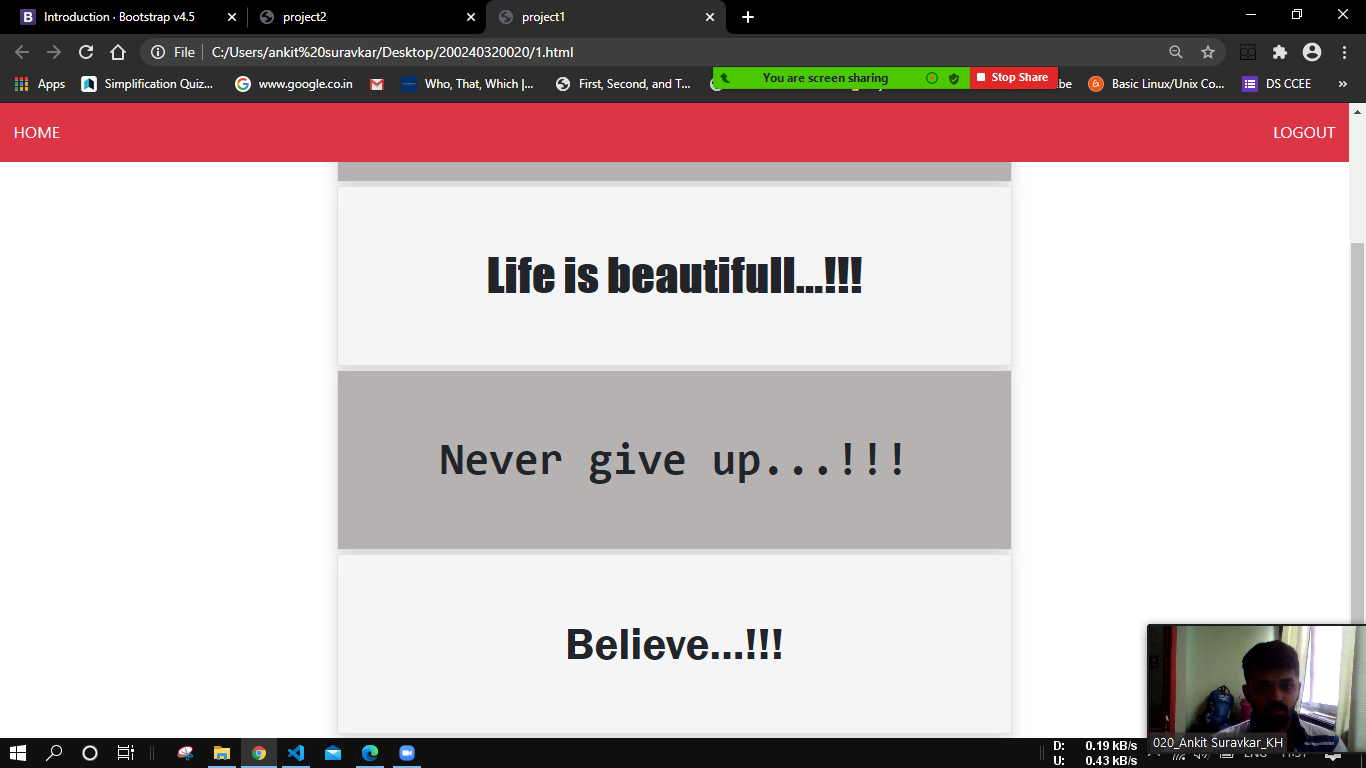 Introduction · Bootstrap v4.5
project2
project1
File
C:/Users/ankit%20suravkar/Desktop/200240320020/1.html
Apps
Simplification Quiz...
www.google.co.in
Who, That, Which |...
First, Second, and T...
You are screen sharing
Stop Share
be
Basic Linux/Unix Co...
DS CCEE
HOME
LOGOUT
Life is beautifull...!!!
Never give up...!!!
Believe...!!!
020_Ankit Suravkar_KH
D: 0.19 kB/s
U: 0.43 kB/s